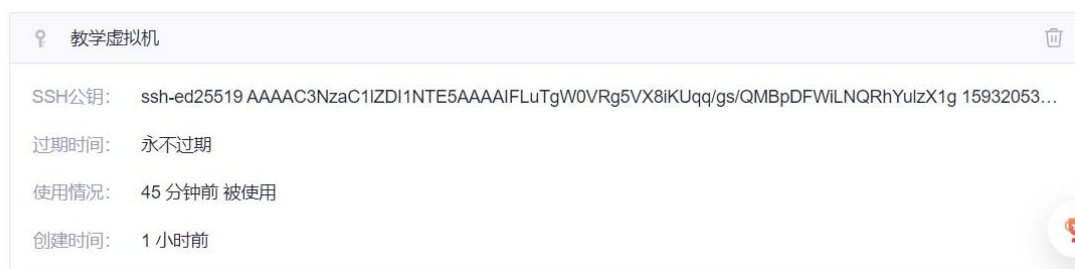 教学虚拟机
SSH公钥: ssh-ed25519 AAAAC3NzaC1lZDI1NTE5AAAAIFLuTgW0VRg5VX8iKUqq/gs/QMBpDFWiLNQRhYulzX1g 15932053…
过期时间: 永不过期
使用情况: 45 分钟前 被使用
创建时间: 1 小时前